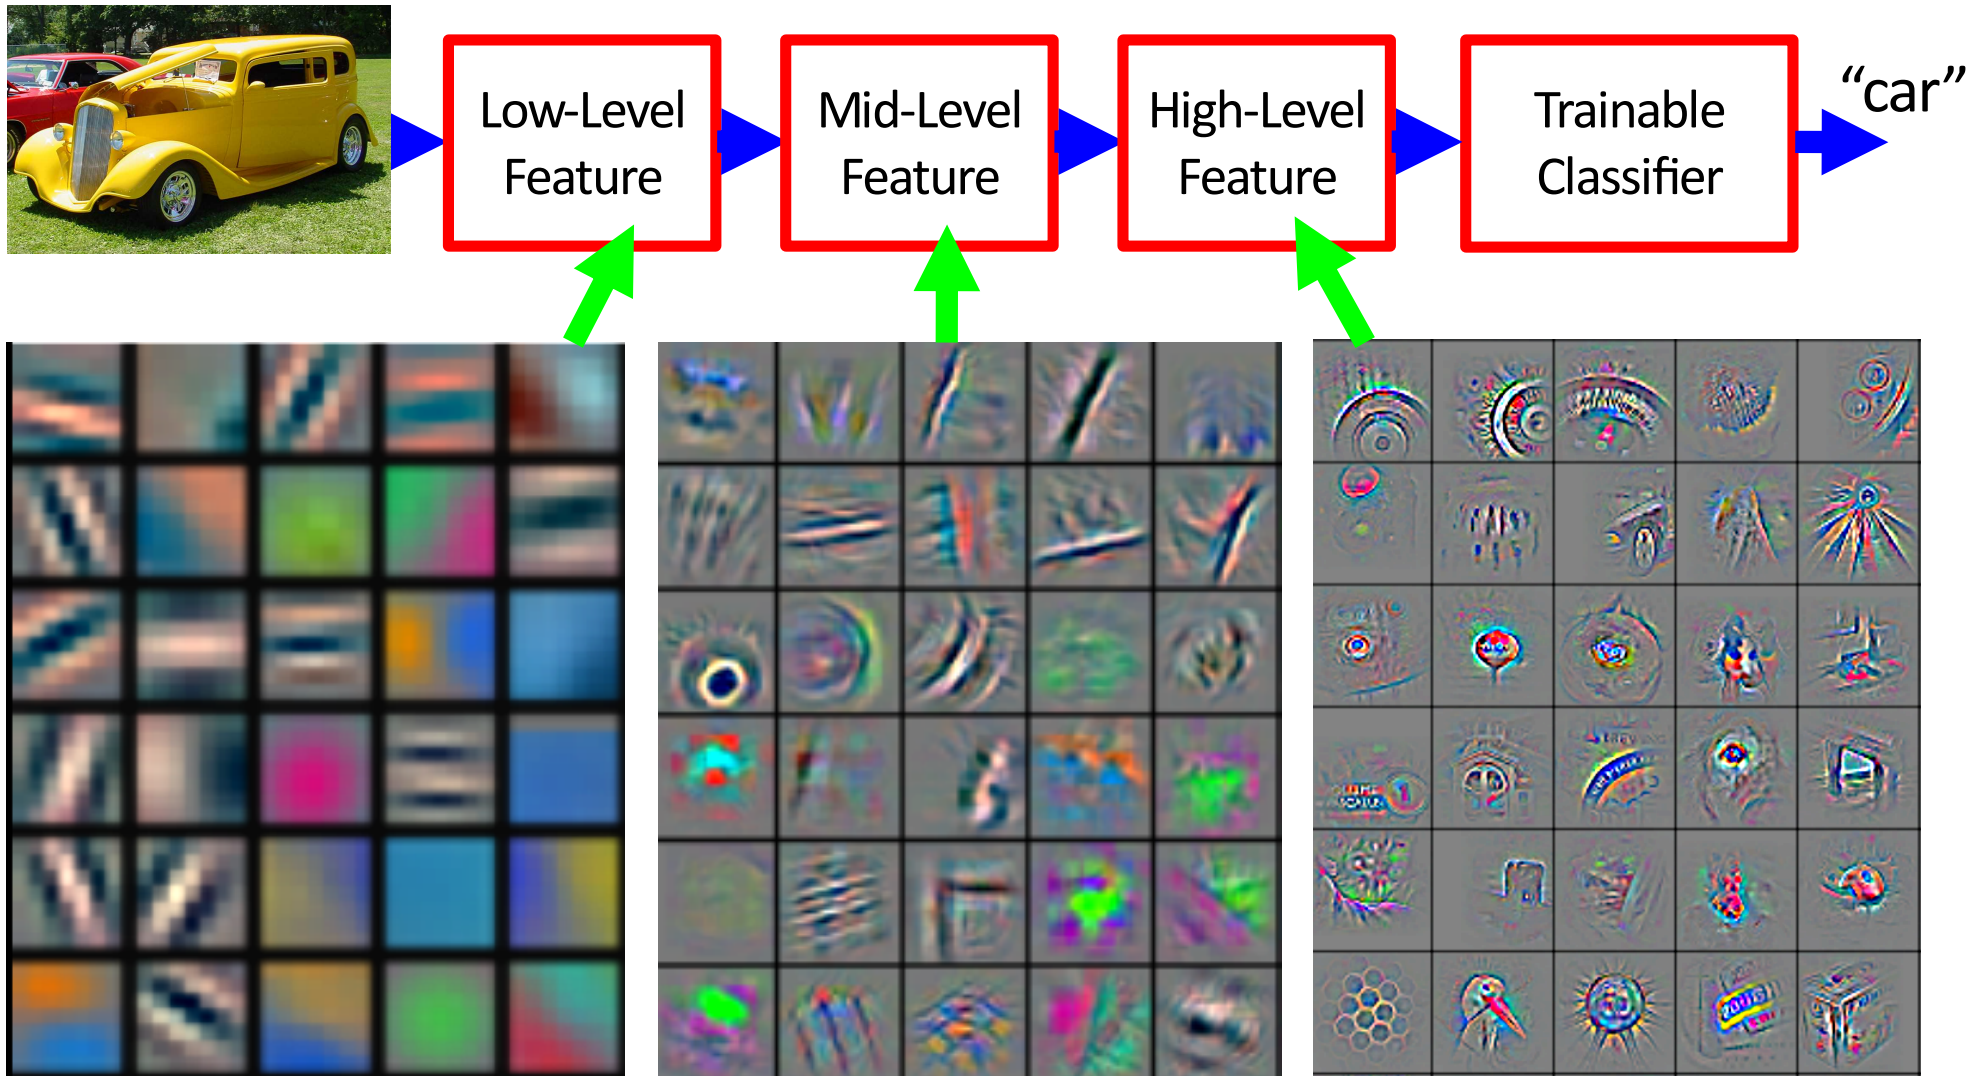 Low-Level
Feature
Mid-Level
Feature
High-Level
Feature
Trainable
Classifier
“car”